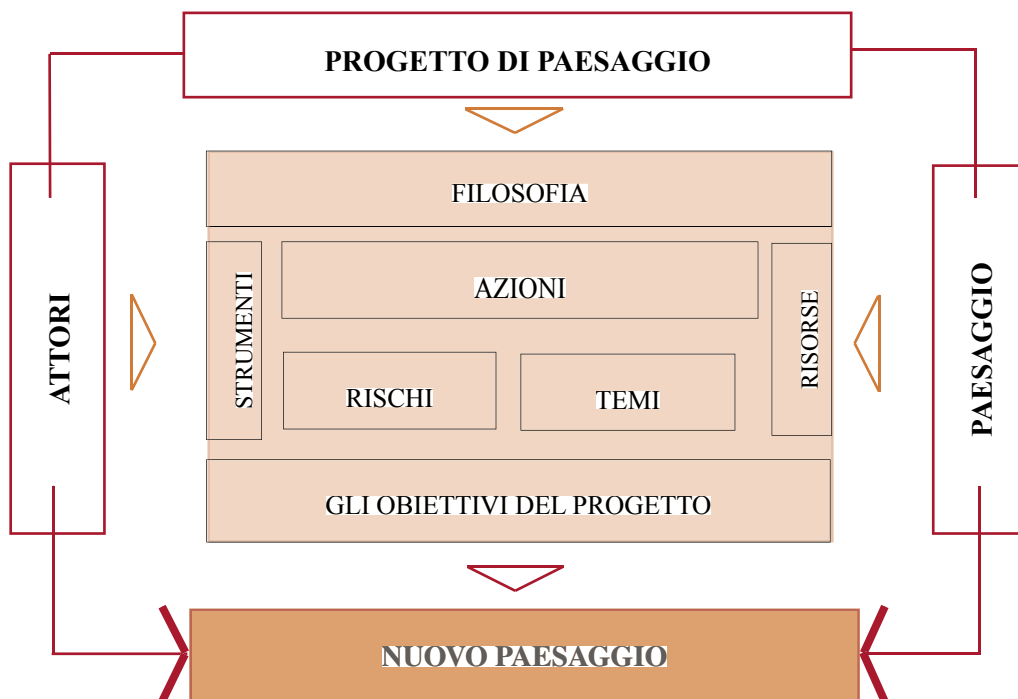 PROGETTO DI PAESAGGIO
FILOSOFIA
ATTORI
STRUMENTI
AZIONI
RISORSE
PAESAGGIO
RISCHI
TEMI
GLI OBIETTIVI DEL PROGETTO
NUOVO PAESAGGIO